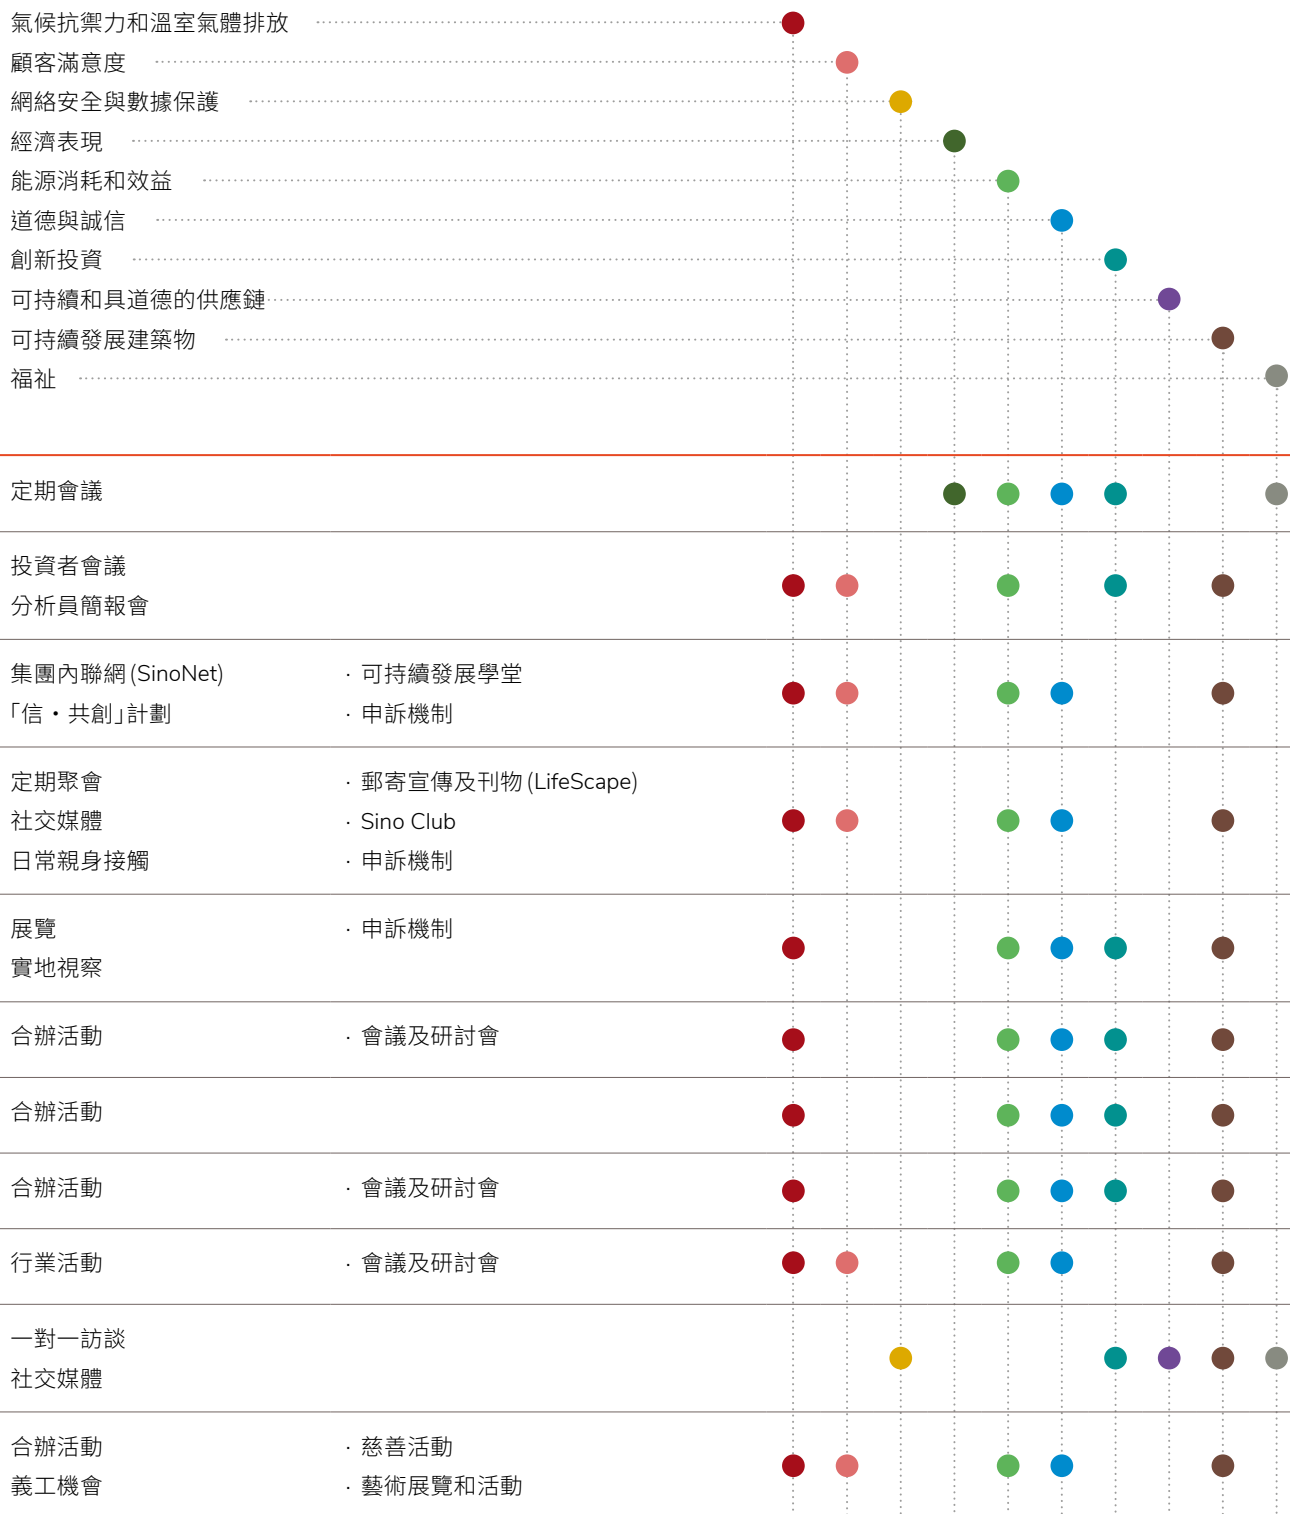 氣候抗禦力和溫室氣體排放
顧客滿意度
網絡安全與數據保護
經濟表現
能源消耗和效益
道德與誠信
創新投資
可持續和具道德的供應鏈
可持續發展建築物
福祉
定期會議
投資者會議
分析員簡報會
集團內聯網 (SinoNet) · 可持續發展學堂
「信·共創」計劃 · 申訴機制
定期聚會 · 郵寄宣傳及刊物 (LifeScape)
社交媒體 · Sino Club
日常親身接觸 · 申訴機制
展覽 · 申訴機制
實地視察
合辦活動 · 會議及研討會
合辦活動
合辦活動 · 會議及研討會
行業活動 · 會議及研討會
一對一訪談
社交媒體
合辦活動 · 慈善活動
義工機會 · 藝術展覽和活動